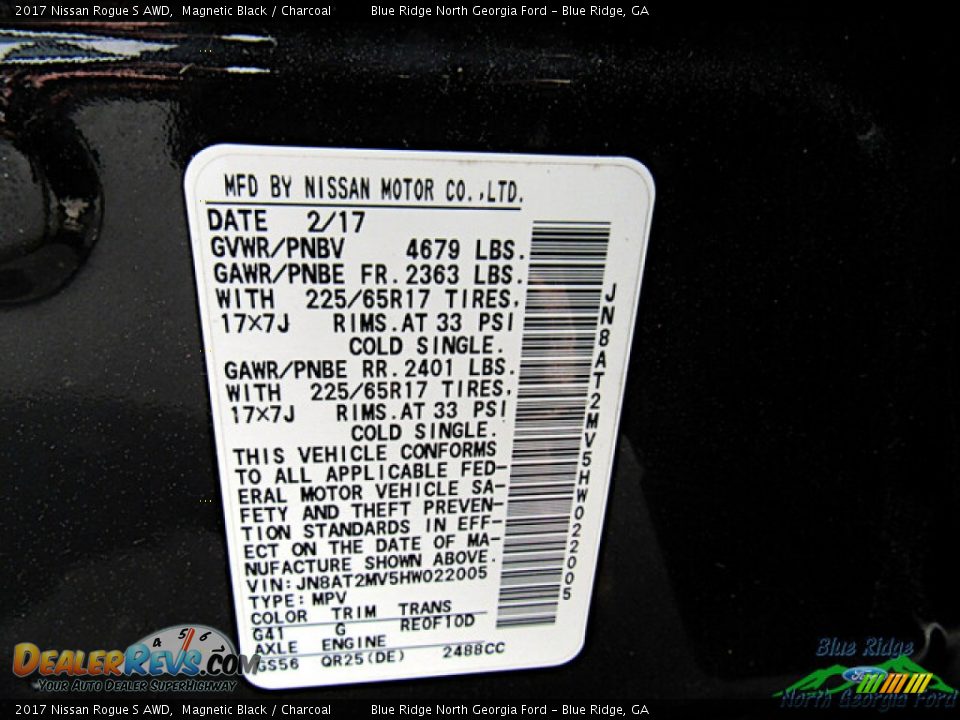 2017 Nissan Rogue S AWD, Magnetic Black / Charcoal Blue Ridge North Georgia Ford - Blue Ridge, GA
MFD BY NISSAN MOTOR CO.,LTD.
DATE 2/17
GVWR/PNBV 4679 LBS.
GAWR/PNBE FR.2363 LBS.
WITH 225/65R17 TIRES,
17×7J RIMS.AT 33 PSI
COLD SINGLE.
GAWR/PNBE RR.2401 LBS.
WITH 225/65R17 TIRES,
17×7J RIMS.AT 33 PSI
COLD SINGLE.
THIS VEHICLE CONFORMS
TO ALL APPLICABLE FED-
ERAL MOTOR VEHICLE SA-
FETY AND THEFT PREVEN-
TION STANDARDS IN EFF-
ECT ON THE DATE OF MA-
NUFACTURE SHOWN ABOVE.
VIN:JN8AT2MV5HW022005
TYPE:MPV
COLOR TRIM TRANS
G41 G RE0F10D
AXLE ENGINE
GS56 QR25(DE) 2488CC
JN8AT2MV5HW022005
4 5 6
DealerRevs.com
Your Auto Dealer SuperHighway
Blue Ridge
Ford
North Georgia Ford
2017 Nissan Rogue S AWD, Magnetic Black / Charcoal Blue Ridge North Georgia Ford - Blue Ridge, GA